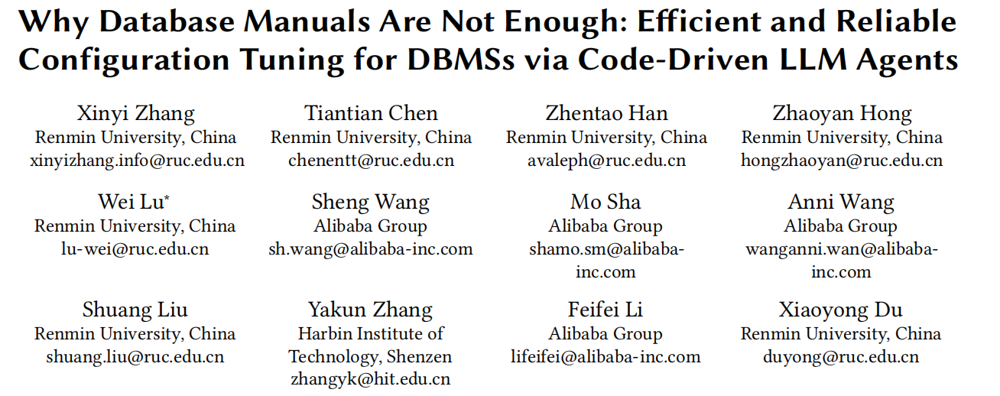 Why Database Manuals Are Not Enough: Efficient and Reliable
Configuration Tuning for DBMSs via Code-Driven LLM Agents
Xinyi Zhang
Renmin University, China
xinyizhang.info@ruc.edu.cn
Tiantian Chen
Renmin University, China
chenentt@ruc.edu.cn
Zhentao Han
Renmin University, China
avaleph@ruc.edu.cn
Zhaoyan Hong
Renmin University, China
hongzhaoyan@ruc.edu.cn
Wei Lu*
Renmin University, China
lu-wei@ruc.edu.cn
Sheng Wang
Alibaba Group
sh.wang@alibaba-inc.com
Mo Sha
Alibaba Group
shamo.sm@alibaba-
inc.com
Anni Wang
Alibaba Group
wanganni.wan@alibaba-
inc.com
Shuang Liu
Renmin University, China
shuang.liu@ruc.edu.cn
Yakun Zhang
Harbin Institute of
Technology, Shenzen
zhangyk@hit.edu.cn
Feifei Li
Alibaba Group
lifeifei@alibaba-inc.com
Xiaoyong Du
Renmin University, China
duyong@ruc.edu.cn